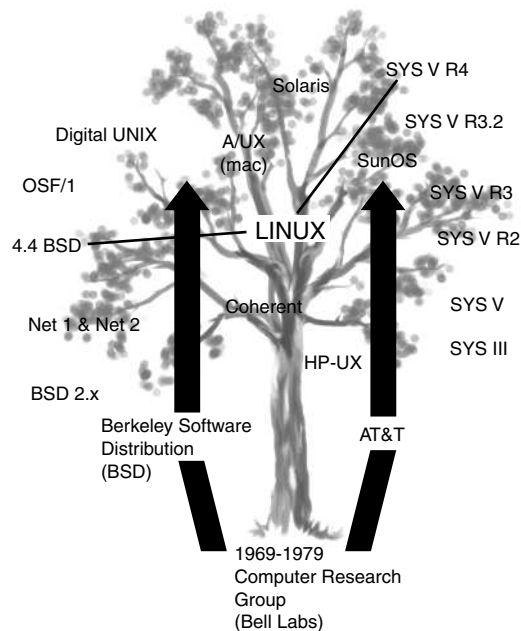 Solaris
SYS V R4
Digital UNIX
A/UX
(mac)
SYS V R3.2
SunOS
OSF/1
SYS V R3
LINUX
SYS V R2
4.4 BSD
Coherent
SYS V
Net 1 & Net 2
SYS III
HP-UX
BSD 2.x
Berkeley Software
Distribution
(BSD)
AT&T
1969-1979
Computer Research
Group
(Bell Labs)